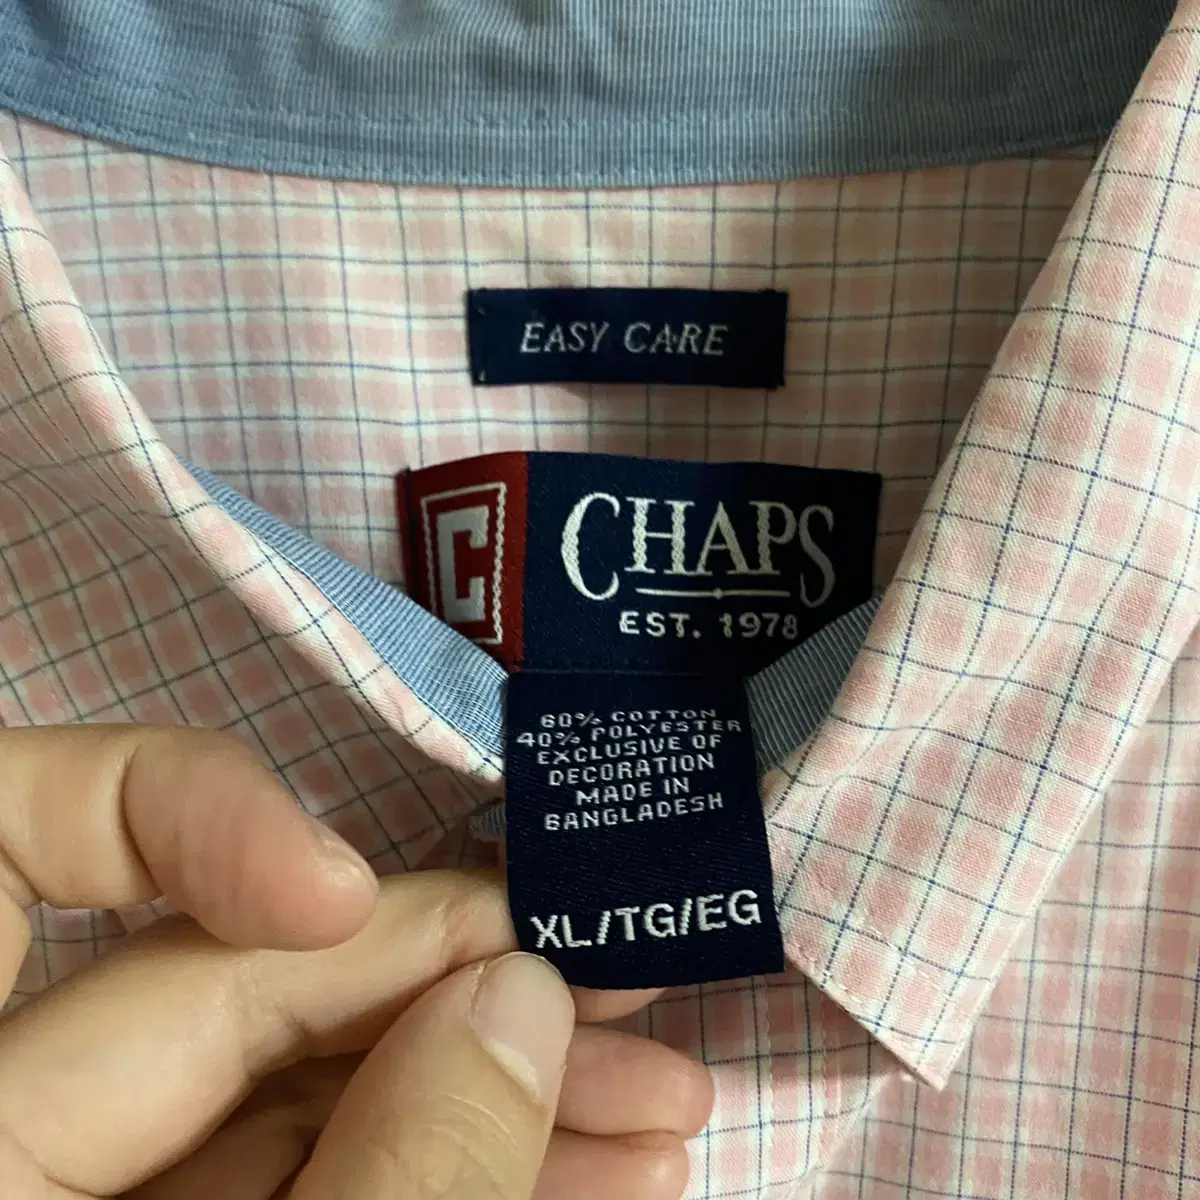 EASY CARE
C
CHAPS
EST. 1978
60% COTTON
40% POLYESTER
EXCLUSIVE OF
DECORATION
MADE IN
BANGLADESH
XL/TG/EG